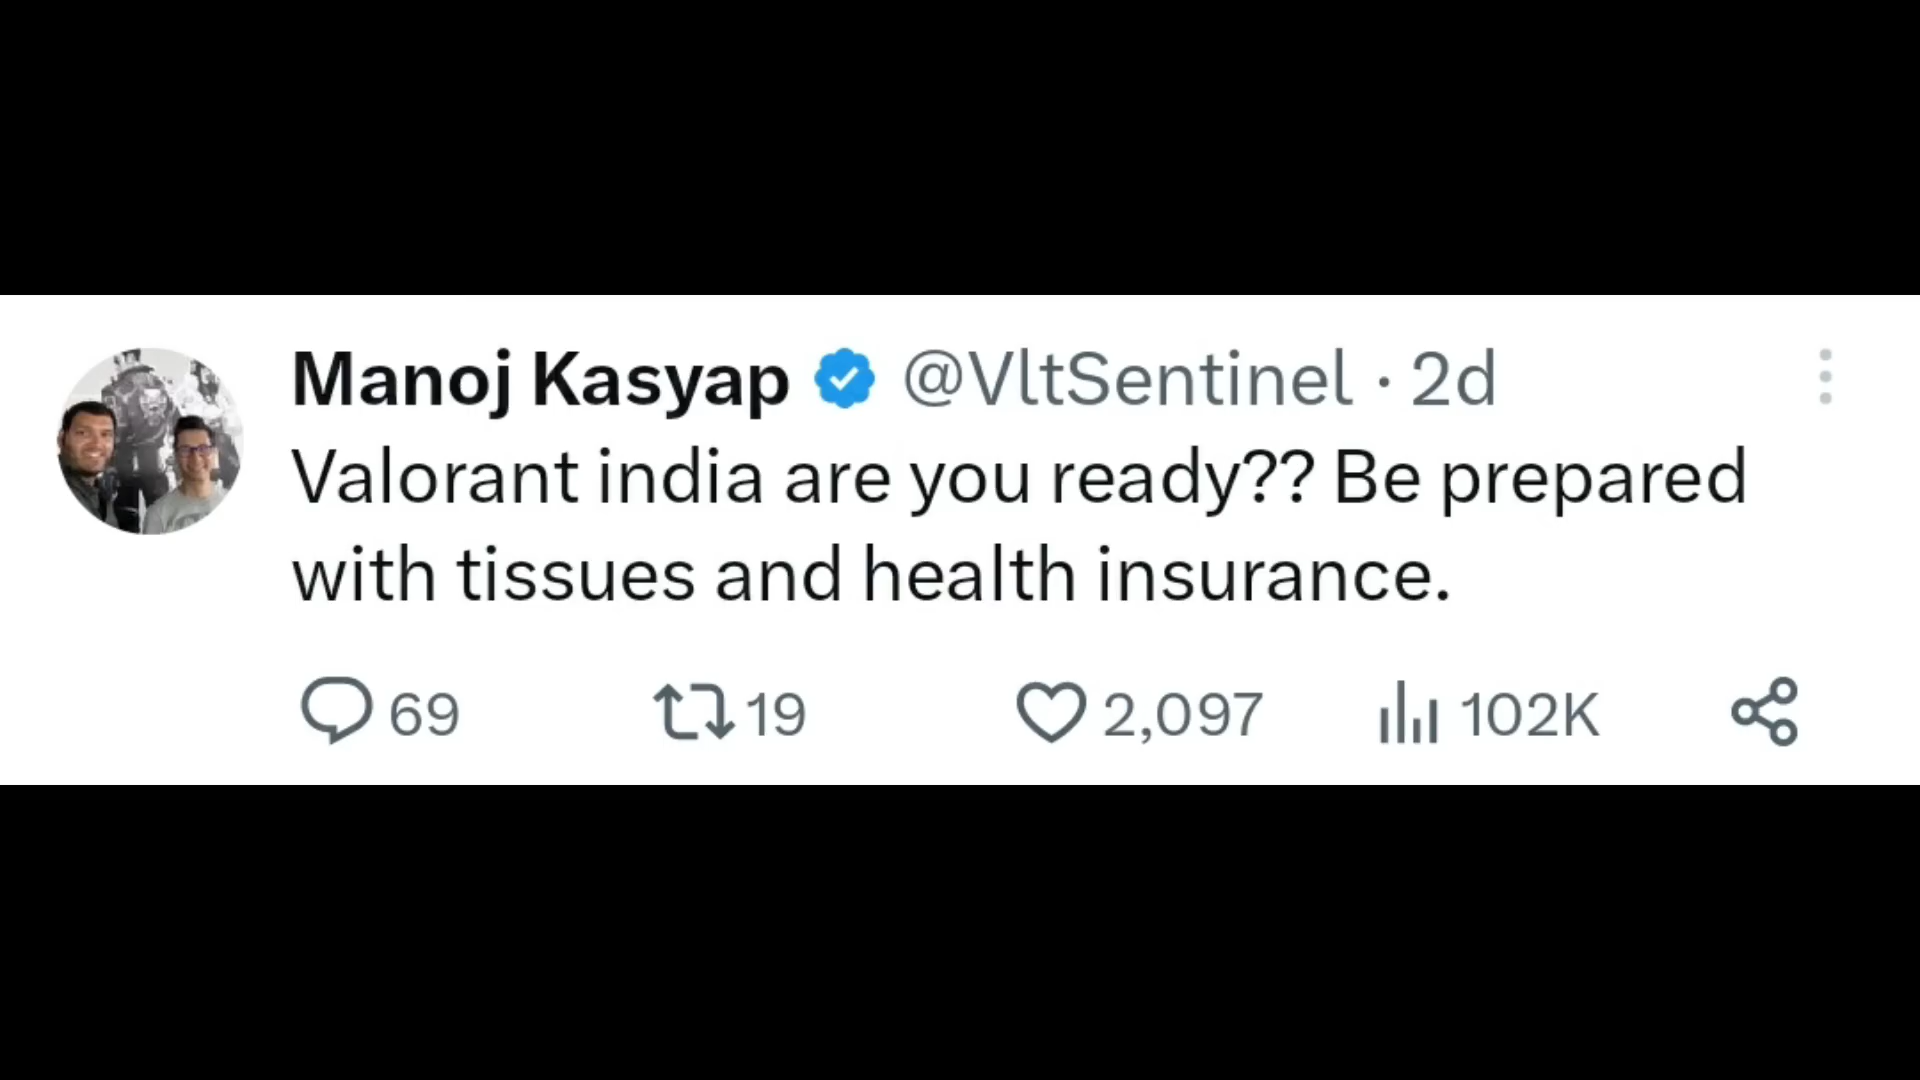 Manoj Kasyap @VltSentinel · 2d
Valorant india are you ready?? Be prepared
with tissues and health insurance.
69 19 2,097 102K